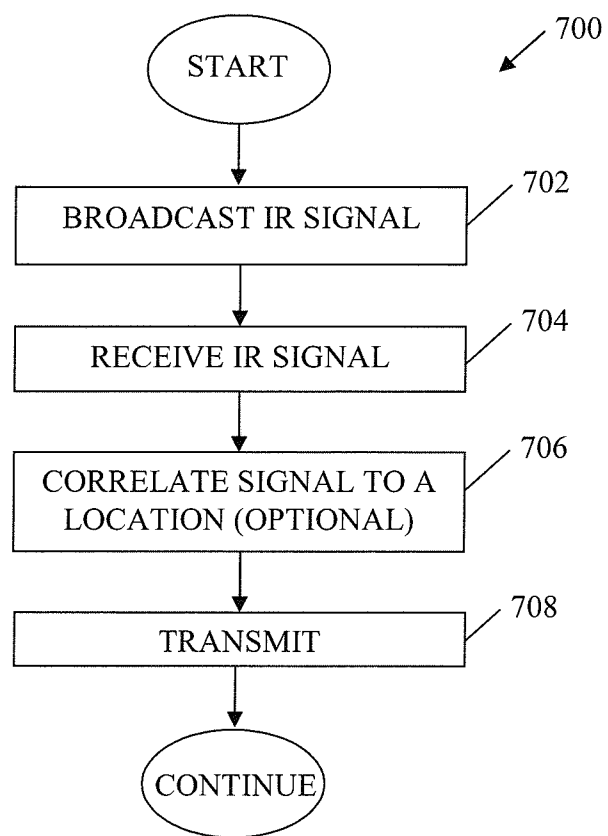 START
700
702
BROADCAST IR SIGNAL
704
RECEIVE IR SIGNAL
706
CORRELATE SIGNAL TO A
LOCATION (OPTIONAL)
708
TRANSMIT
CONTINUE